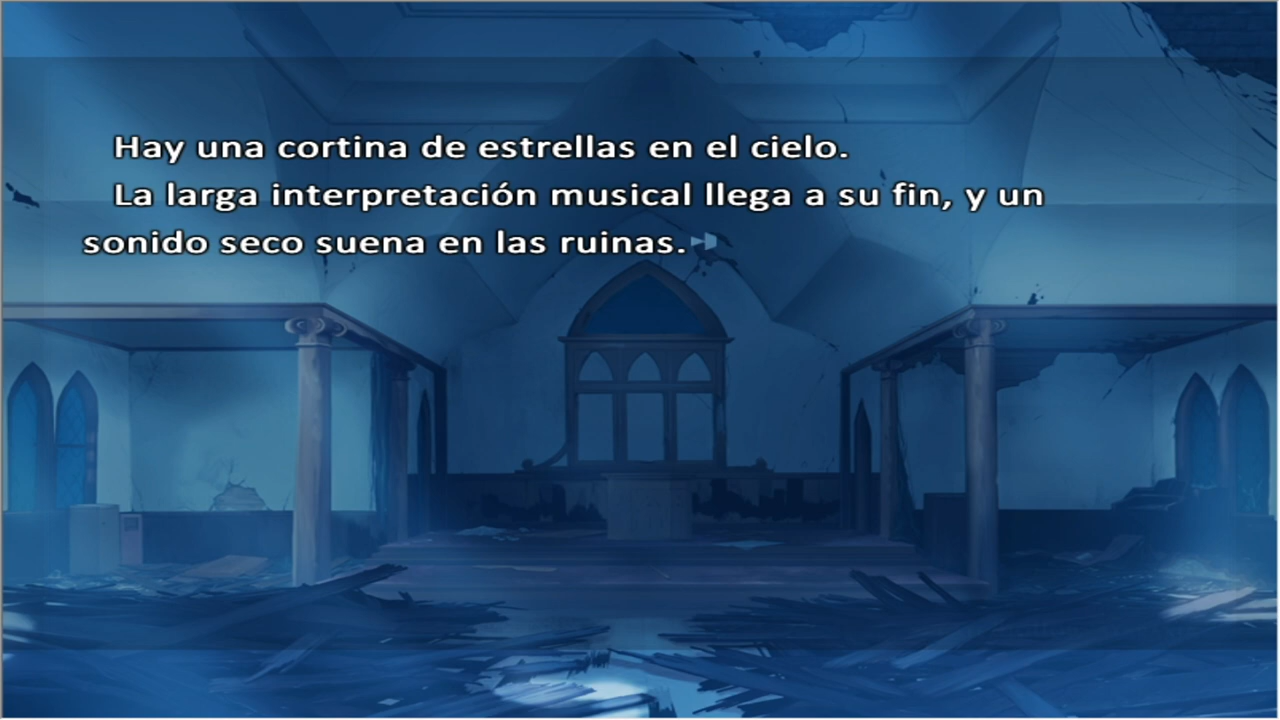 Hay una cortina de estrellas en el cielo.
La larga interpretación musical llega a su fin, y un
sonido seco suena en las ruinas.